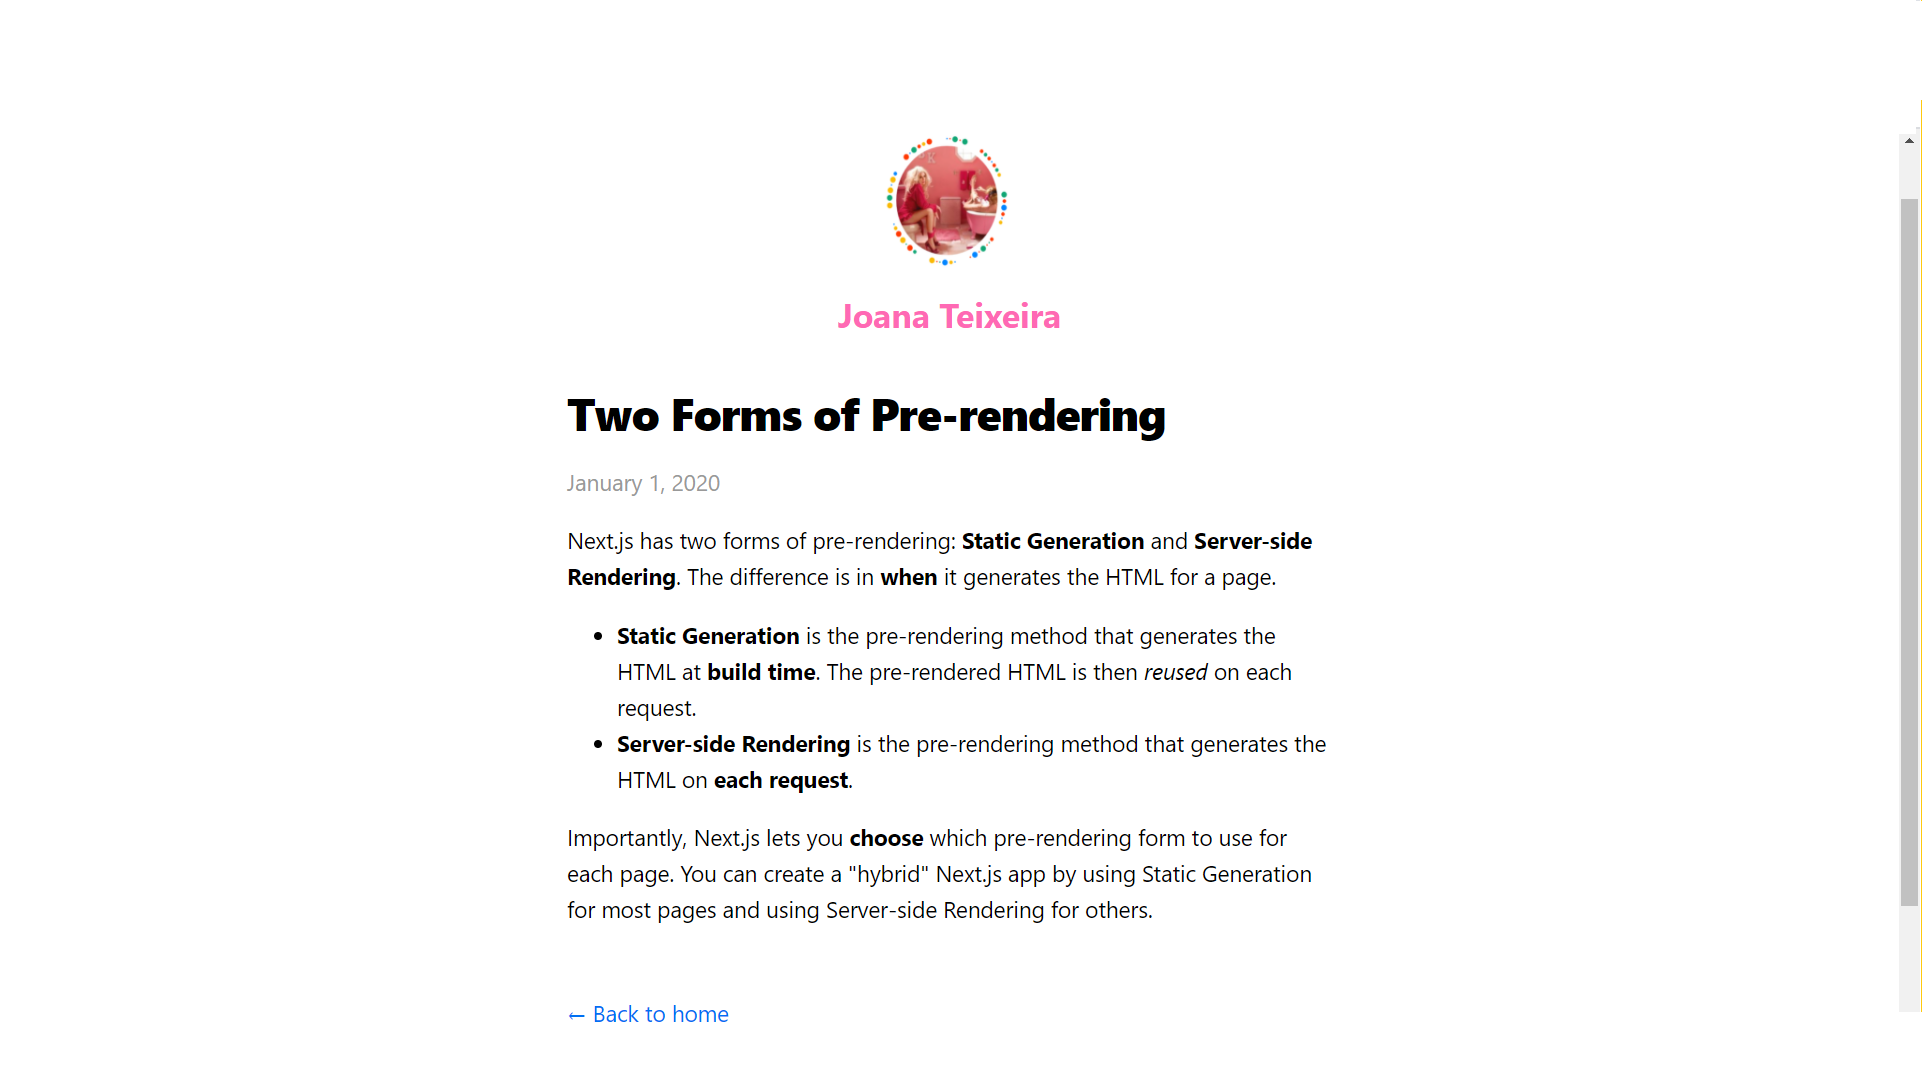 Joana Teixeira
Two Forms of Pre-rendering
January 1, 2020
Next.js has two forms of pre-rendering: Static Generation and Server-side
Rendering. The difference is in when it generates the HTML for a page.
• Static Generation is the pre-rendering method that generates the
HTML at build time. The pre-rendered HTML is then reused on each
request.
• Server-side Rendering is the pre-rendering method that generates the
HTML on each request.
Importantly, Next.js lets you choose which pre-rendering form to use for
each page. You can create a "hybrid" Next.js app by using Static Generation
for most pages and using Server-side Rendering for others.
← Back to home